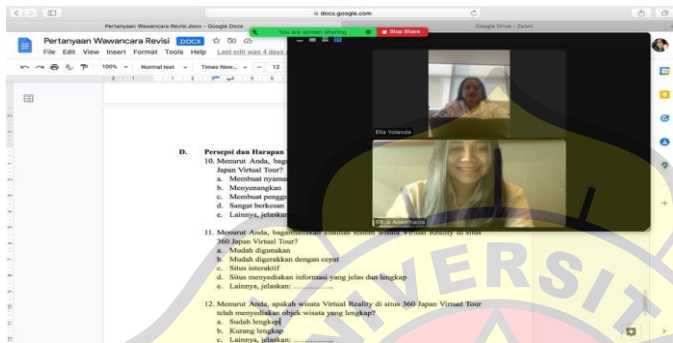 docs.google.com
Pertanyaan Wawancara Revisi.docx - Google Docs
Google Drive - Zoom
You are screen sharing
Stop Share
Pertanyaan Wawancara Revisi
.DOCX
File Edit View Insert Format Tools Help Last edit was 4 days
100% Normal text Times New... 12
Ella Yolanda
D. Persepsi dan Harapan
10. Menurut Anda, baga
Japan Virtual Tour?
a. Membuat nyama
b. Menyenangkan
c. Membuat pengg
d. Sangat berkesan
e. Lainnya, jelaskan
11. Menurut Anda, bagaimanakah kualitas sistem wisata Virtual Reality di situs
360 Japan Virtual Tour?
a. Mudah digunakan
b. Mudah digerakkan dengan cepat
c. Situs interaktif
d. Situs menyediakan informasi yang jelas dan lengkap
e. Lainnya, jelaskan: ...............
12. Menurut Anda, apakah wisata Virtual Reality di situs 360 Japan Virtual Tour
telah menyediakan objek wisata yang lengkap?
a. Sudah lengkap
b. Kurang lengkap
c. Lainnya, jelaskan: ...............